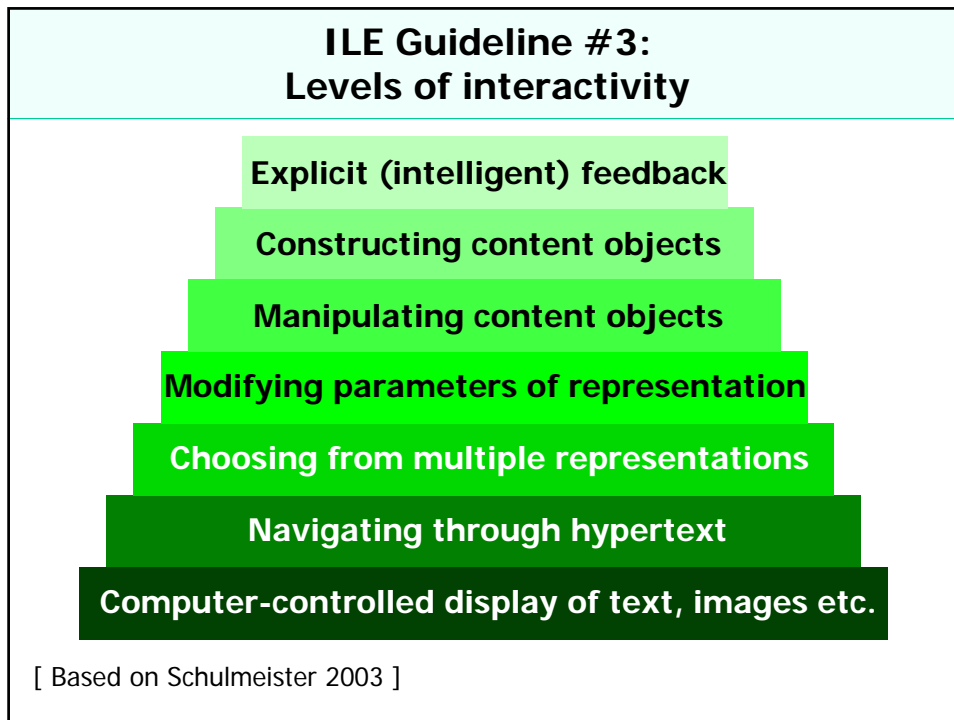 ILE Guideline #3:
Levels of interactivity
Explicit (intelligent) feedback
Constructing content objects
Manipulating content objects
Modifying parameters of representation
Choosing from multiple representations
Navigating through hypertext
Computer-controlled display of text, images etc.
[ Based on Schulmeister 2003 ]